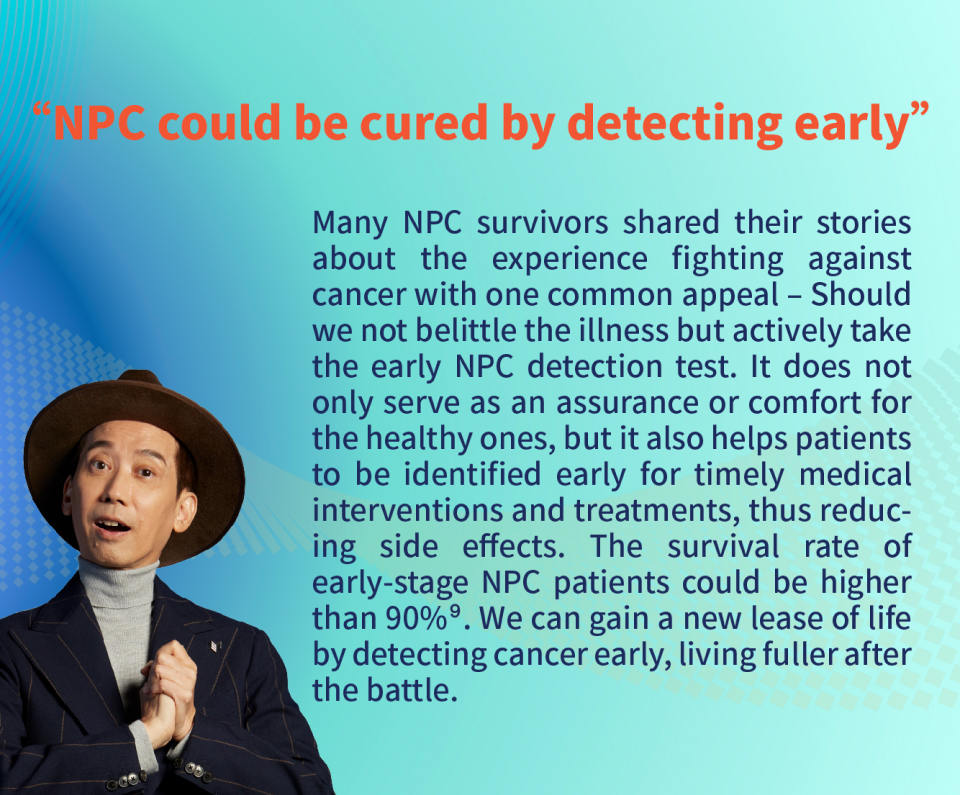 “NPC could be cured by detecting early”
Many NPC survivors shared their stories
about the experience fighting against
cancer with one common appeal – Should
we not belittle the illness but actively take
the early NPC detection test. It does not
only serve as an assurance or comfort for
the healthy ones, but it also helps patients
to be identified early for timely medical
interventions and treatments, thus reduc-
ing side effects. The survival rate of
early-stage NPC patients could be higher
than 90%⁹. We can gain a new lease of life
by detecting cancer early, living fuller after
the battle.